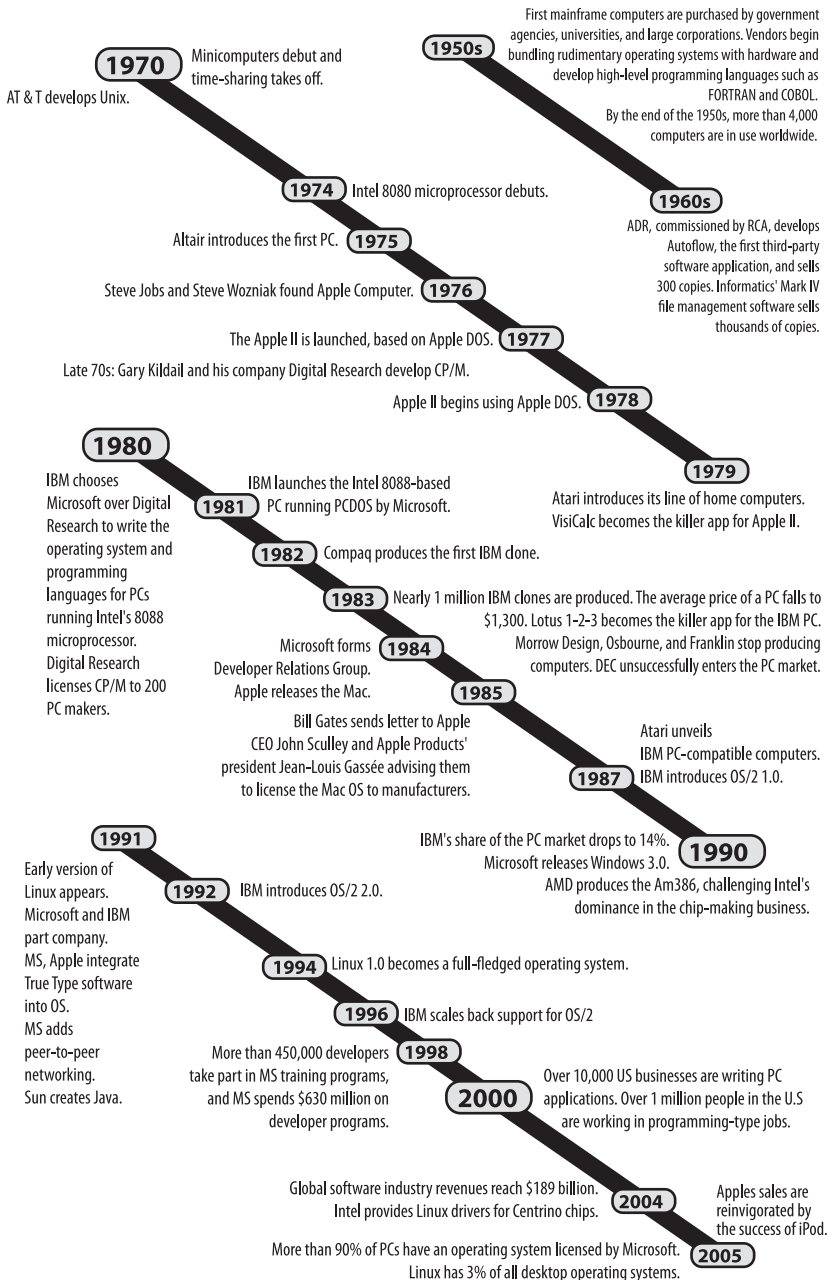 1950s
First mainframe computers are purchased by government
agencies, universities, and large corporations. Vendors begin
bundling rudimentary operating systems with hardware and
develop high-level programming languages such as
FORTRAN and COBOL.
By the end of the 1950s, more than 4,000
computers are in use worldwide.
1960s
ADR, commissioned by RCA, develops
Autoflow, the first third-party
software application, and sells
300 copies. Informatics' Mark IV
file management software sells
thousands of copies.
1970
Minicomputers debut and
time-sharing takes off.
AT & T develops Unix.
1974
Intel 8080 microprocessor debuts.
Altair introduces the first PC.
1975
Steve Jobs and Steve Wozniak found Apple Computer.
1976
The Apple II is launched, based on Apple DOS.
1977
Late 70s: Gary Kildail and his company Digital Research develop CP/M.
Apple II begins using Apple DOS.
1978
1979
Atari introduces its line of home computers.
VisiCalc becomes the killer app for Apple II.
1980
IBM chooses
Microsoft over Digital
Research to write the
operating system and
programming
languages for PCs
running Intel's 8088
microprocessor.
Digital Research
licenses CP/M to 200
PC makers.
1981
IBM launches the Intel 8088-based
PC running PCDOS by Microsoft.
1982
Compaq produces the first IBM clone.
1983
Nearly 1 million IBM clones are produced. The average price of a PC falls to
$1,300. Lotus 1-2-3 becomes the killer app for the IBM PC.
Morrow Design, Osbourne, and Franklin stop producing
computers. DEC unsuccessfully enters the PC market.
1984
Microsoft forms
Developer Relations Group.
Apple releases the Mac.
1985
Bill Gates sends letter to Apple
CEO John Sculley and Apple Products'
president Jean-Louis Gassée advising them
to license the Mac OS to manufacturers.
1987
Atari unveils
IBM PC-compatible computers.
IBM introduces OS/2 1.0.
1990
IBM's share of the PC market drops to 14%.
Microsoft releases Windows 3.0.
AMD produces the Am386, challenging Intel's
dominance in the chip-making business.
1991
Early version of
Linux appears.
Microsoft and IBM
part company.
MS, Apple integrate
True Type software
into OS.
MS adds
peer-to-peer
networking.
Sun creates Java.
1992
IBM introduces OS/2 2.0.
1994
Linux 1.0 becomes a full-fledged operating system.
1996
IBM scales back support for OS/2
1998
More than 450,000 developers
take part in MS training programs,
and MS spends $630 million on
developer programs.
2000
Over 10,000 US businesses are writing PC
applications. Over 1 million people in the U.S
are working in programming-type jobs.
2004
Global software industry revenues reach $189 billion.
Intel provides Linux drivers for Centrino chips.
2005
Apples sales are
reinvigorated by
the success of iPod.
More than 90% of PCs have an operating system licensed by Microsoft.
Linux has 3% of all desktop operating systems.